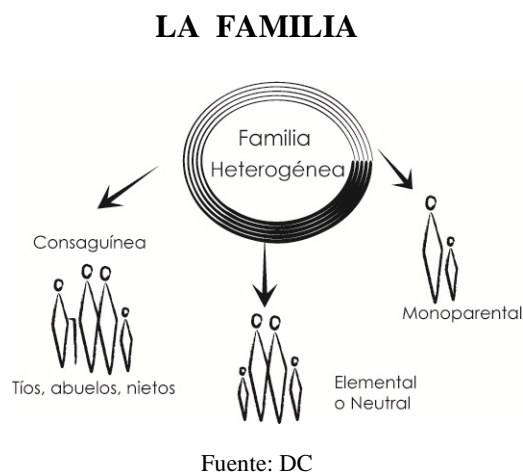 LA FAMILIA
Familia
Heterogénea
Consaguínea
Tíos, abuelos, nietos
Monoparental
Elemental
o Neutral
Fuente: DC